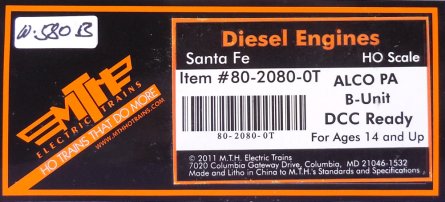 W-580 B
MTH
ELECTRIC TRAINS
HO TRAINS THAT DO MORE
WWW.MTHHOTRAINS.COM
Diesel Engines
Santa Fe HO Scale
Item #80-2080-0T
80-2080-0T
ALCO PA
B-Unit
DCC Ready
For Ages 14 and Up
© 2011 M.T.H. Electric Trains
7020 Columbia Gateway Drive, Columbia, MD 21046-1532
Made and Litho in China to M.T.H.'s Standards and Specifications